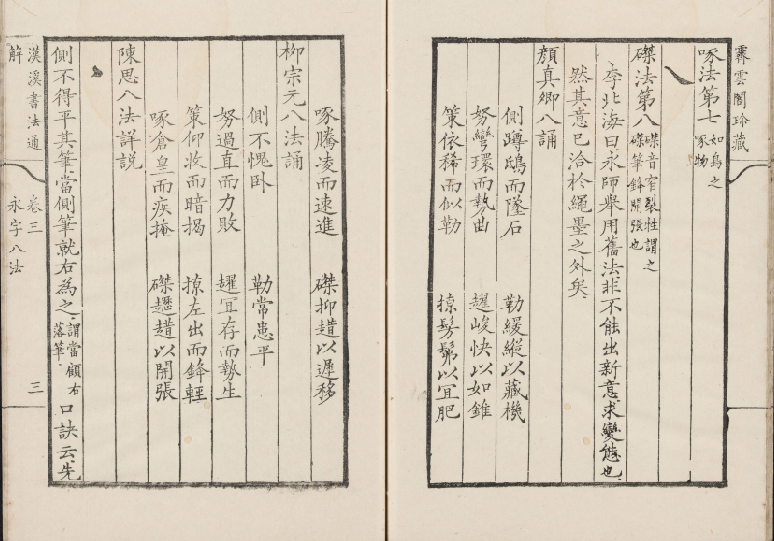 霱雲閣珍藏
啄法第七 如鳥之啄物
磔法第八 磔音窄裂牲謂之磔筆鋒開張也
李北海曰永師舉用舊法非不能出新意求變態也
然其意已洽於繩墨之外矣
顏真卿八誦
側蹲鴟而墜石 勒緩縱以藏機
努彎環而勢曲 趯峻快以如錐
策依稀而似勒 掠髣髴以宜肥
啄騰凌而速進 磔抑趞以遲移
柳宗元八法誦
側不愧臥 勒常患平
努過直而力敗 趯宜存而勢生
策仰收而暗揭 掠左出而鋒輕
啄倉皇而疾掩 磔趯趞以開張
陳思八法詳説
側不得平其筆當側筆就右為之謂當顧右落筆口訣云先
漢溪書法通解 卷三 永字八法 三